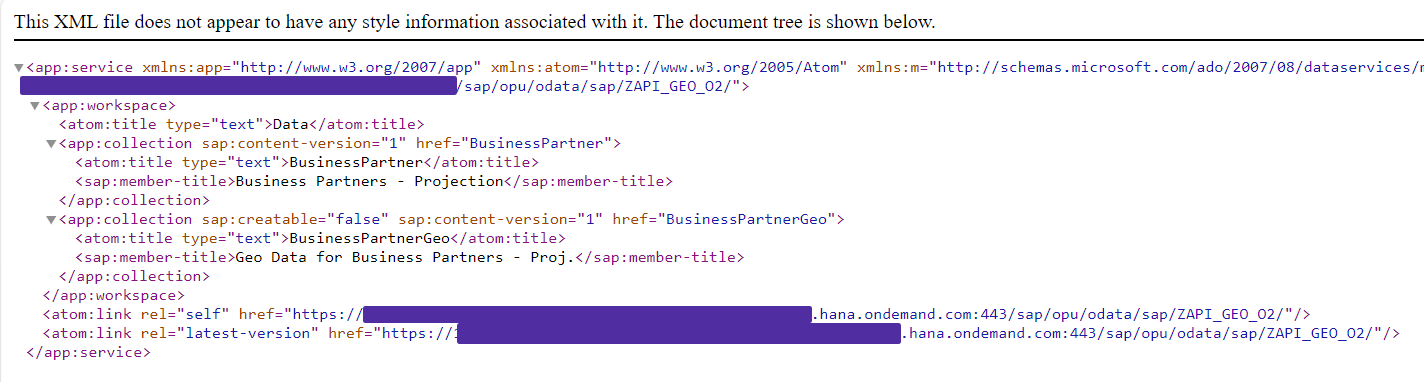 This XML file does not appear to have any style information associated with it. The document tree is shown below.
<app:service xmlns:app="http://www.w3.org/2007/app" xmlns:atom="http://www.w3.org/2005/Atom" xmlns:m="http://schemas.microsoft.com/ado/2007/08/dataservices/
/sap/opu/odata/sap/ZAPI_GEO_O2/">
<app:workspace>
<atom:title type="text">Data</atom:title>
<app:collection sap:content-version="1" href="BusinessPartner">
<atom:title type="text">BusinessPartner</atom:title>
<sap:member-title>Business Partners - Projection</sap:member-title>
</app:collection>
<app:collection sap:creatable="false" sap:content-version="1" href="BusinessPartnerGeo">
<atom:title type="text">BusinessPartnerGeo</atom:title>
<sap:member-title>Geo Data for Business Partners - Proj.</sap:member-title>
</app:collection>
</app:workspace>
<atom:link rel="self" href="https://.hana.ondemand.com:443/sap/opu/odata/sap/ZAPI_GEO_O2/"/>
<atom:link rel="latest-version" href="https://.hana.ondemand.com:443/sap/opu/odata/sap/ZAPI_GEO_O2/"/>
</app:service>